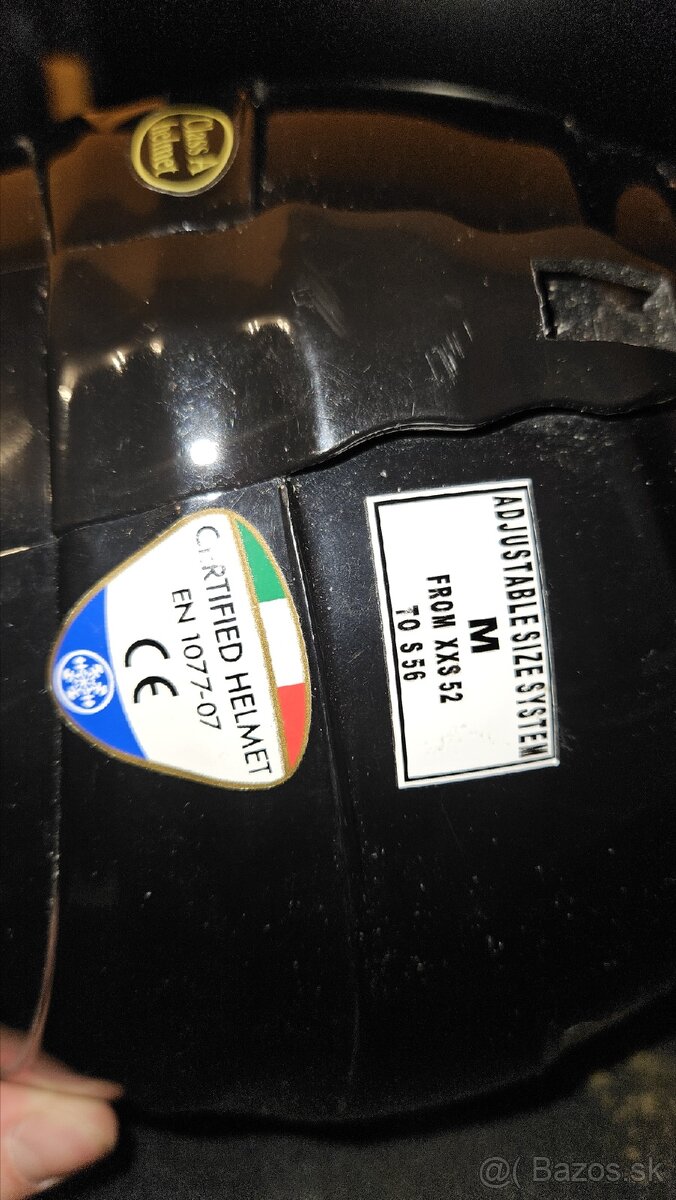 Class A
Helmet
CERTIFIED HELMET
EN 1077-07
CE
ADJUSTABLE SIZE SYSTEM
M
FROM XXS 52
TO S 56
@( Bazos.sk